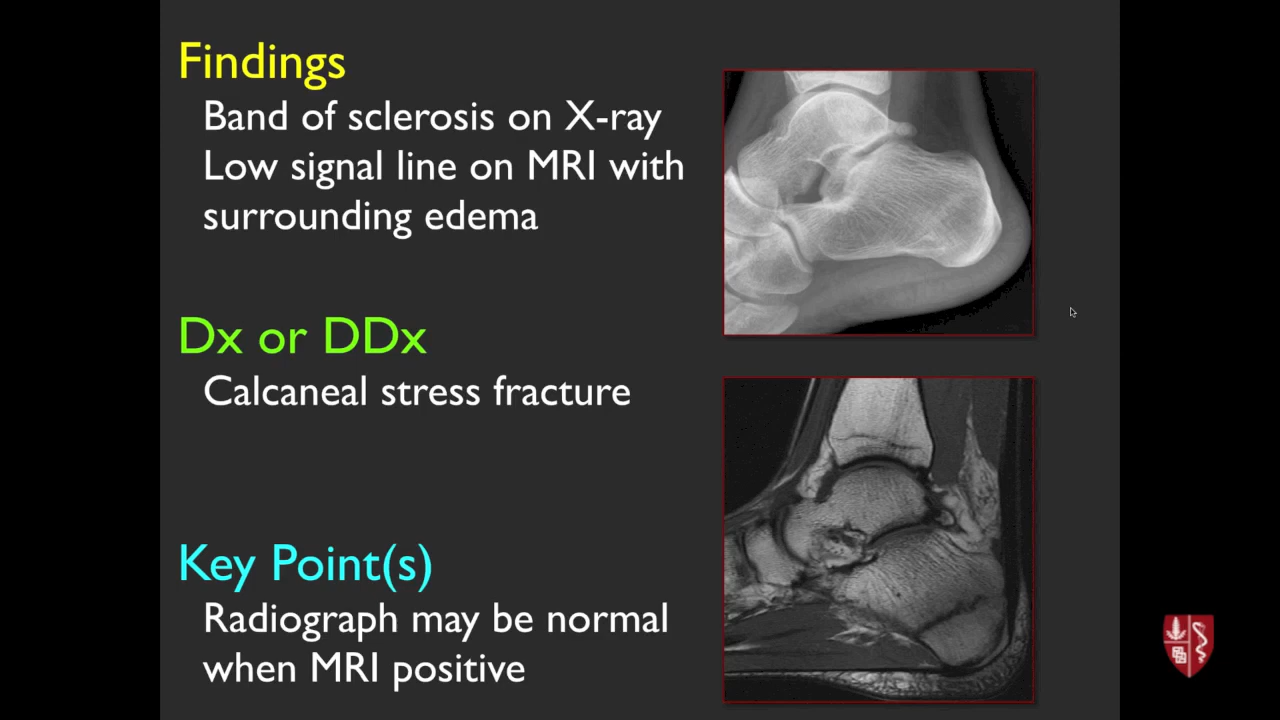 Findings
Band of sclerosis on X-ray
Low signal line on MRI with
surrounding edema
Dx or DDx
Calcaneal stress fracture
Key Point(s)
Radiograph may be normal
when MRI positive